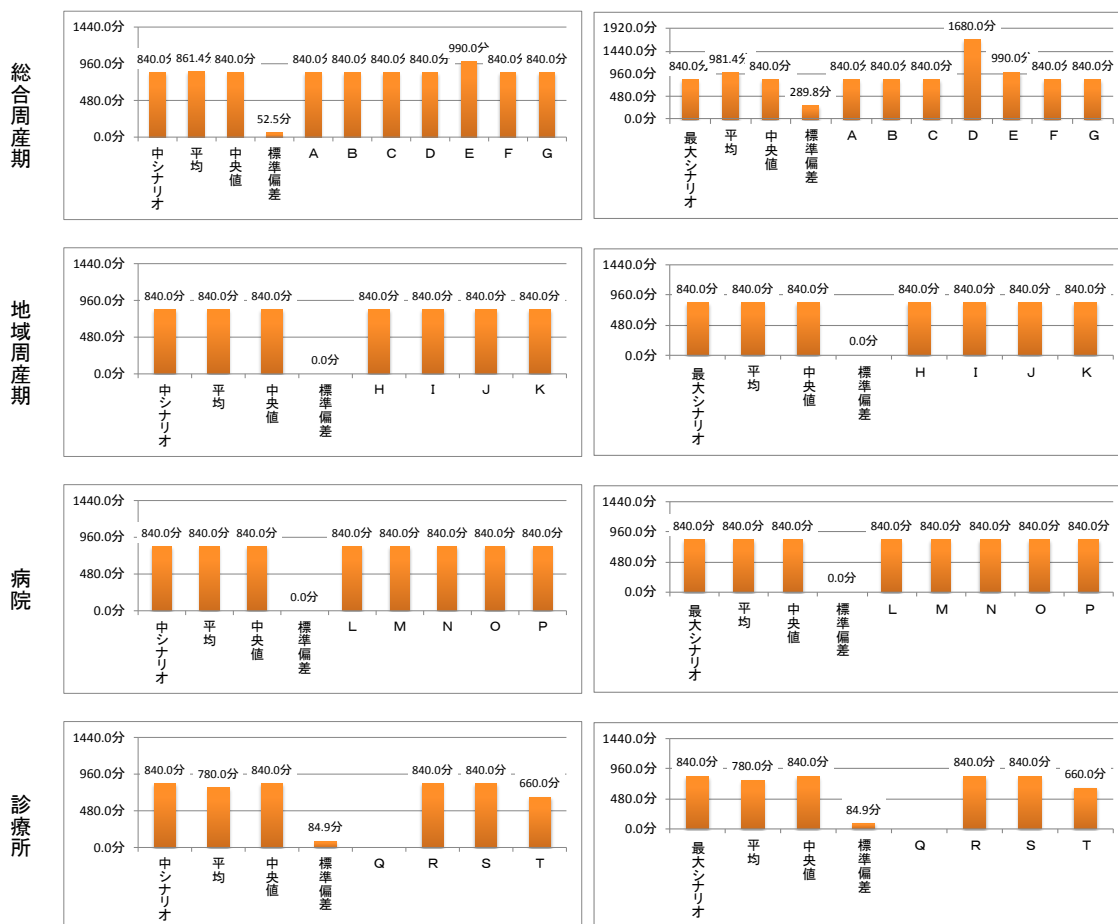 総合周産期
1440.0分
960.0分
480.0分
0.0分
840.0分 861.4分 840.0分 52.5分 840.0分 840.0分 840.0分 840.0分 990.0分 840.0分 840.0分
中シナリオ 平均 中央値 標準偏差 A B C D E F G
1920.0分
1440.0分
960.0分
480.0分
0.0分
840.0分 981.4分 840.0分 289.8分 840.0分 840.0分 840.0分 1680.0分 990.0分 840.0分 840.0分
最大シナリオ 平均 中央値 標準偏差 A B C D E F G
地域周産期
1440.0分
960.0分
480.0分
0.0分
840.0分 840.0分 840.0分 0.0分 840.0分 840.0分 840.0分 840.0分
中シナリオ 平均 中央値 標準偏差 H I J K
1440.0分
960.0分
480.0分
0.0分
840.0分 840.0分 840.0分 0.0分 840.0分 840.0分 840.0分 840.0分
最大シナリオ 平均 中央値 標準偏差 H I J K
病院
1440.0分
960.0分
480.0分
0.0分
840.0分 840.0分 840.0分 0.0分 840.0分 840.0分 840.0分 840.0分 840.0分
中シナリオ 平均 中央値 標準偏差 L M N O P
1440.0分
960.0分
480.0分
0.0分
840.0分 840.0分 840.0分 0.0分 840.0分 840.0分 840.0分 840.0分 840.0分
最大シナリオ 平均 中央値 標準偏差 L M N O P
診療所
1440.0分
960.0分
480.0分
0.0分
840.0分 780.0分 840.0分 84.9分 840.0分 840.0分 660.0分
中シナリオ 平均 中央値 標準偏差 Q R S T
1440.0分
960.0分
480.0分
0.0分
840.0分 780.0分 840.0分 84.9分 840.0分 840.0分 660.0分
最大シナリオ 平均 中央値 標準偏差 Q R S T